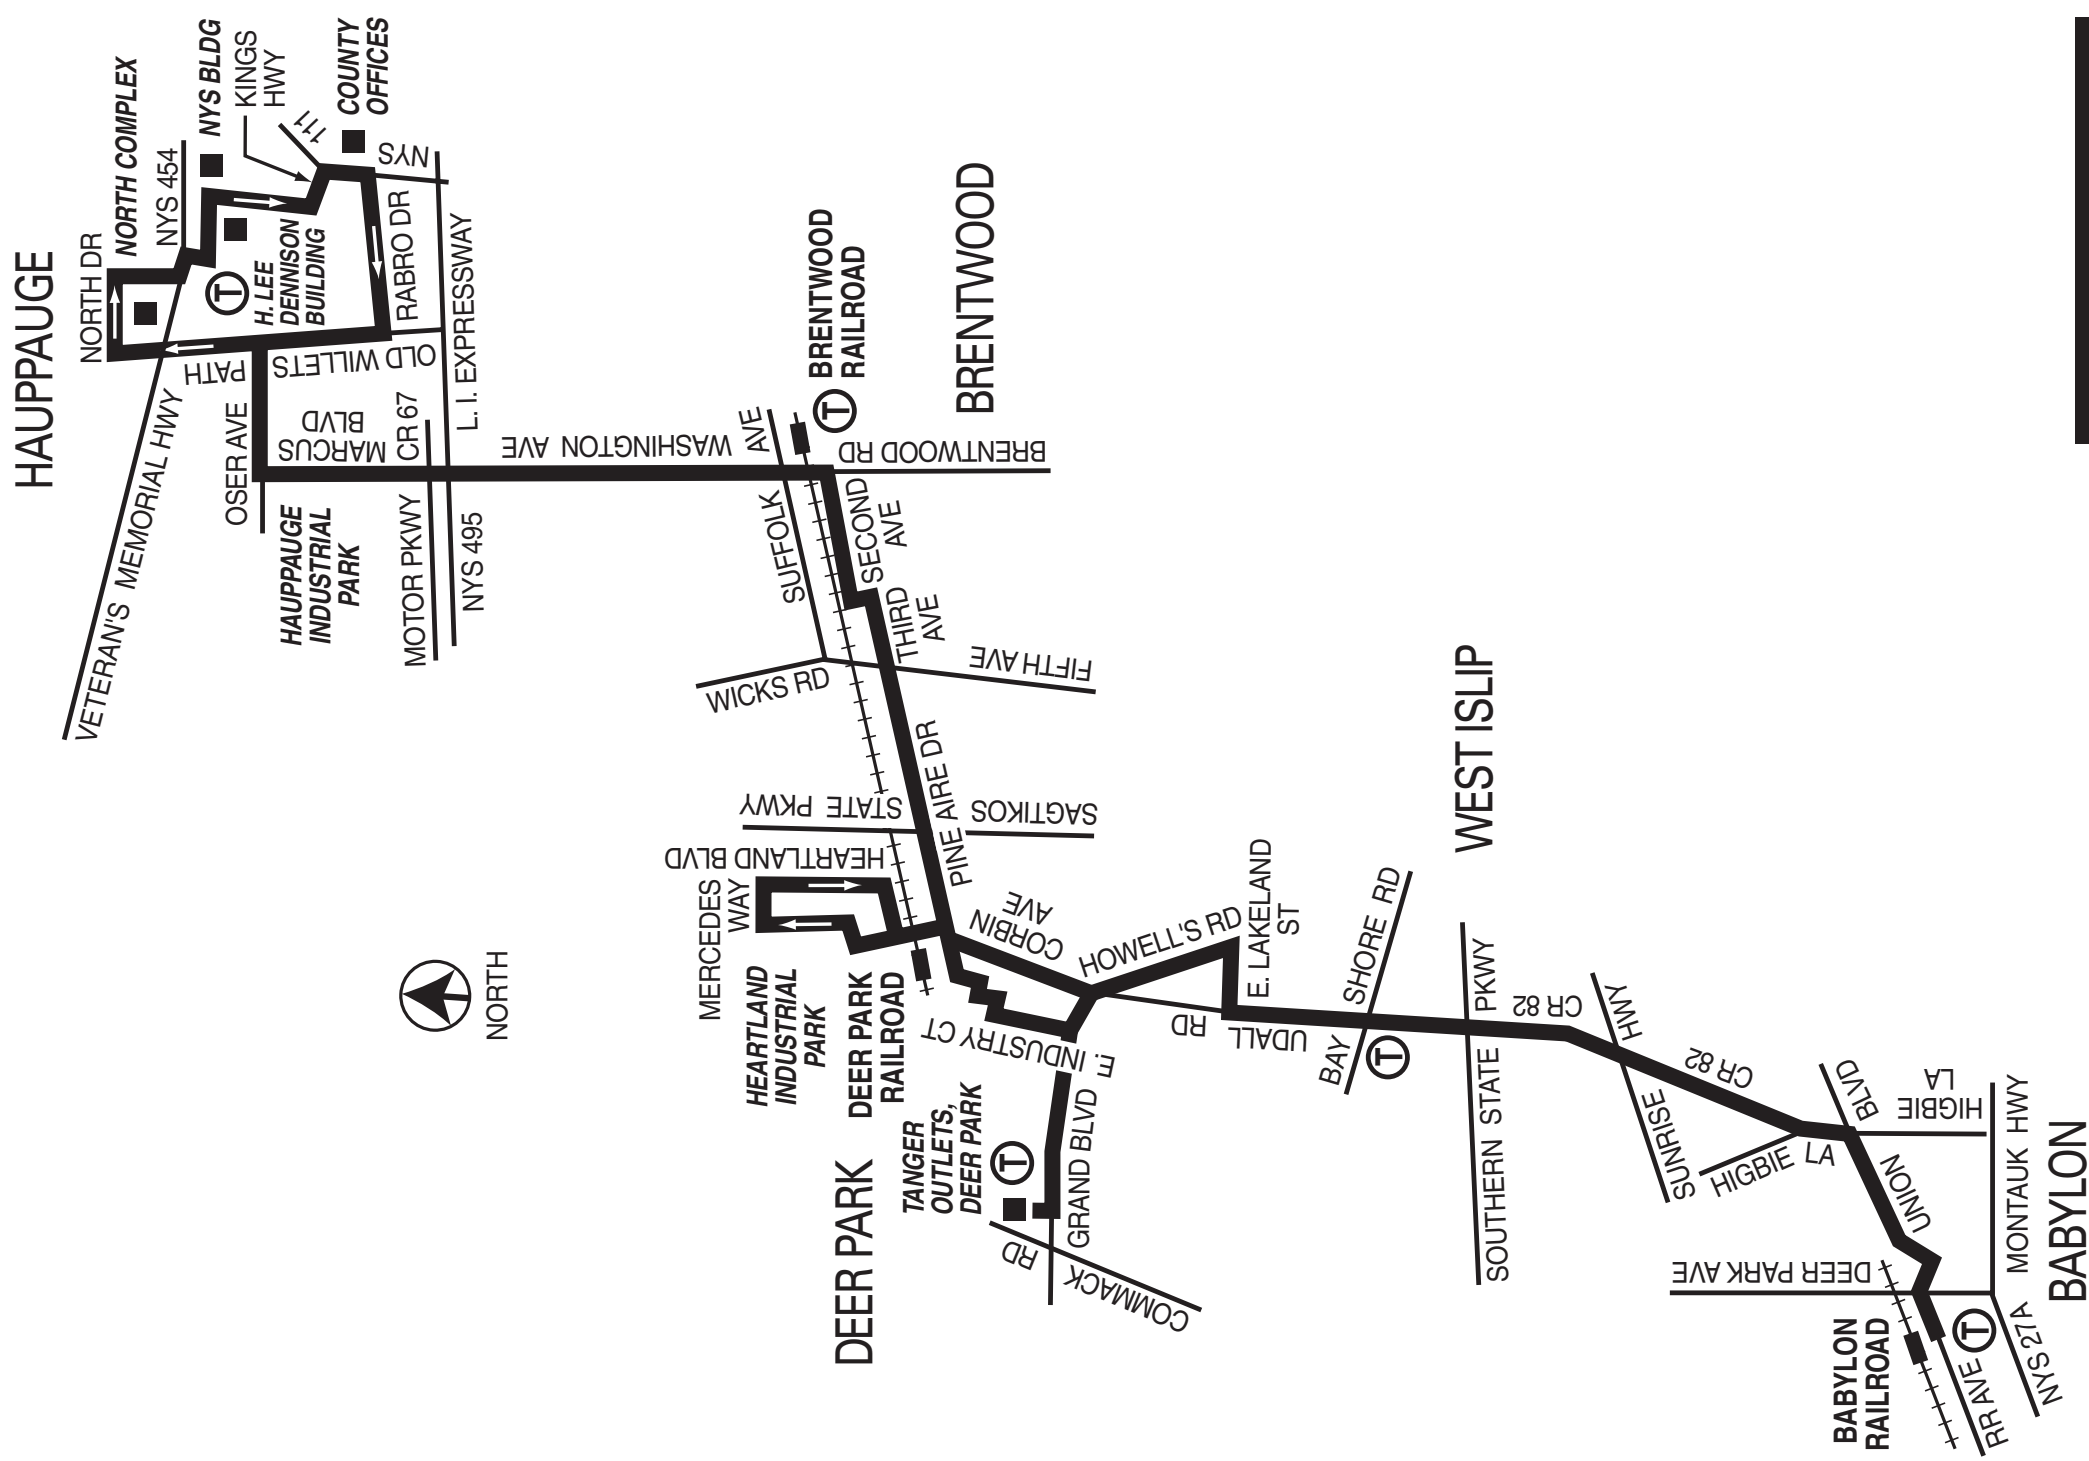 HAUPPAUGE
NORTH DR
NORTH COMPLEX
NYS 454
NYS BLDG
KINGS
HWY
COUNTY
OFFICES
111
NYS
T
H. LEE
DENNISON
BUILDING
RABRO DR
L. I. EXPRESSWAY
OLD WILLETS
PATH
VETERAN'S MEMORIAL HWY
OSER AVE
MARCUS
BLVD
CR 67
MOTOR PKWY
NYS 495
HAUPPAUGE
INDUSTRIAL
PARK
WASHINGTON AVE
SUFFOLK
AVE
BRENTWOOD
RAILROAD
T
BRENTWOOD
BRENTWOOD RD
SECOND
AVE
THIRD
AVE
WICKS RD
FIFTH AVE
PINE AIRE DR
SAGTIKOS
STATE PKWY
HEARTLAND BLVD
MERCEDES
WAY
HEARTLAND
INDUSTRIAL
PARK
DEER PARK
RAILROAD
NORTH
CORBIN
AVE
E. INDUSTRY CT
TANGER
OUTLETS,
DEER PARK
T
DEER PARK
GRAND BLVD
COMMACK
RD
HOWELL'S RD
E. LAKELAND
ST
UDALL
RD
BAY
SHORE RD
T
WEST ISLIP
SOUTHERN STATE
PKWY
CR 82
SUNRISE
HWY
CR 82
HIGBIE
LA
UNION
BLVD
HIGBIE
LA
MONTAUK HWY
BABYLON
DEER PARK AVE
BABYLON
RAILROAD
T
RR AVE
NYS 27A